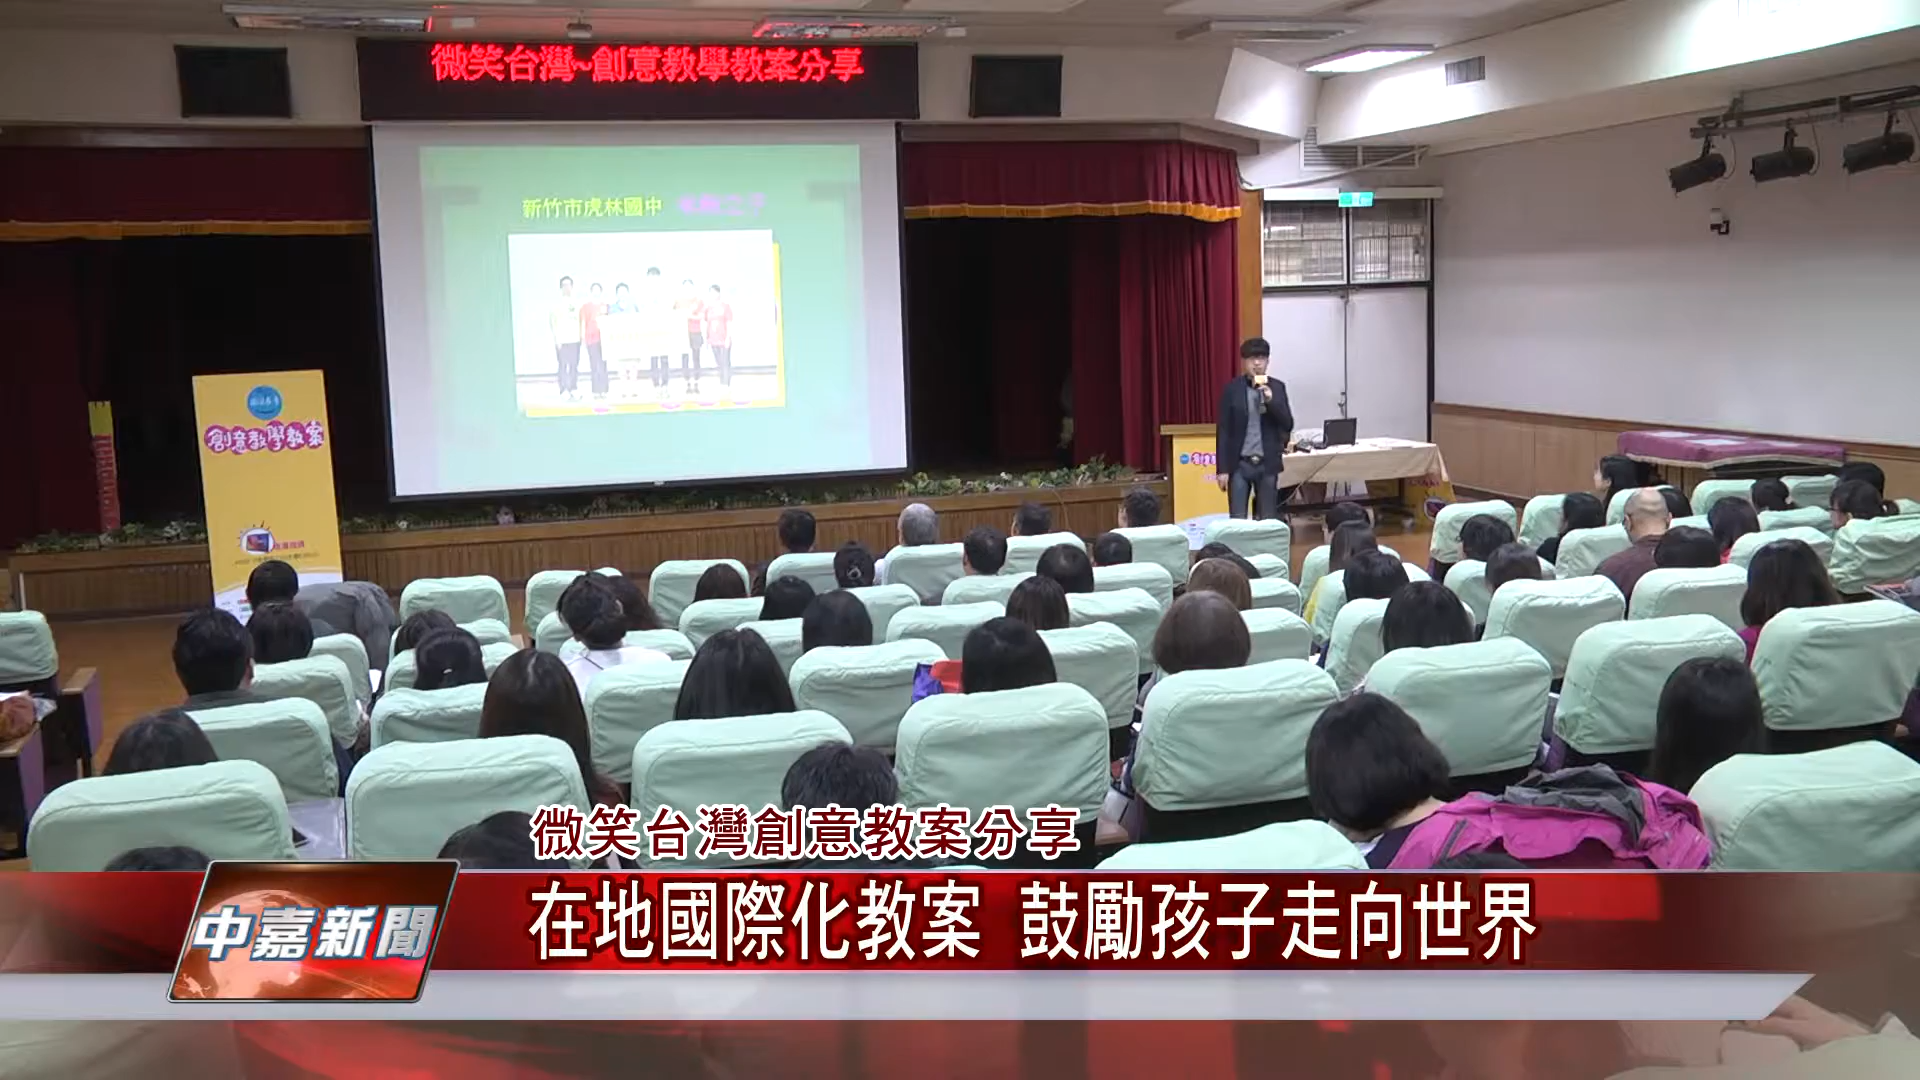 微笑台灣~創意教學教案分享
新竹市虎林國中
創意教學教案
微笑台灣創意教案分享
在地國際化教案 鼓勵孩子走向世界
中嘉新聞